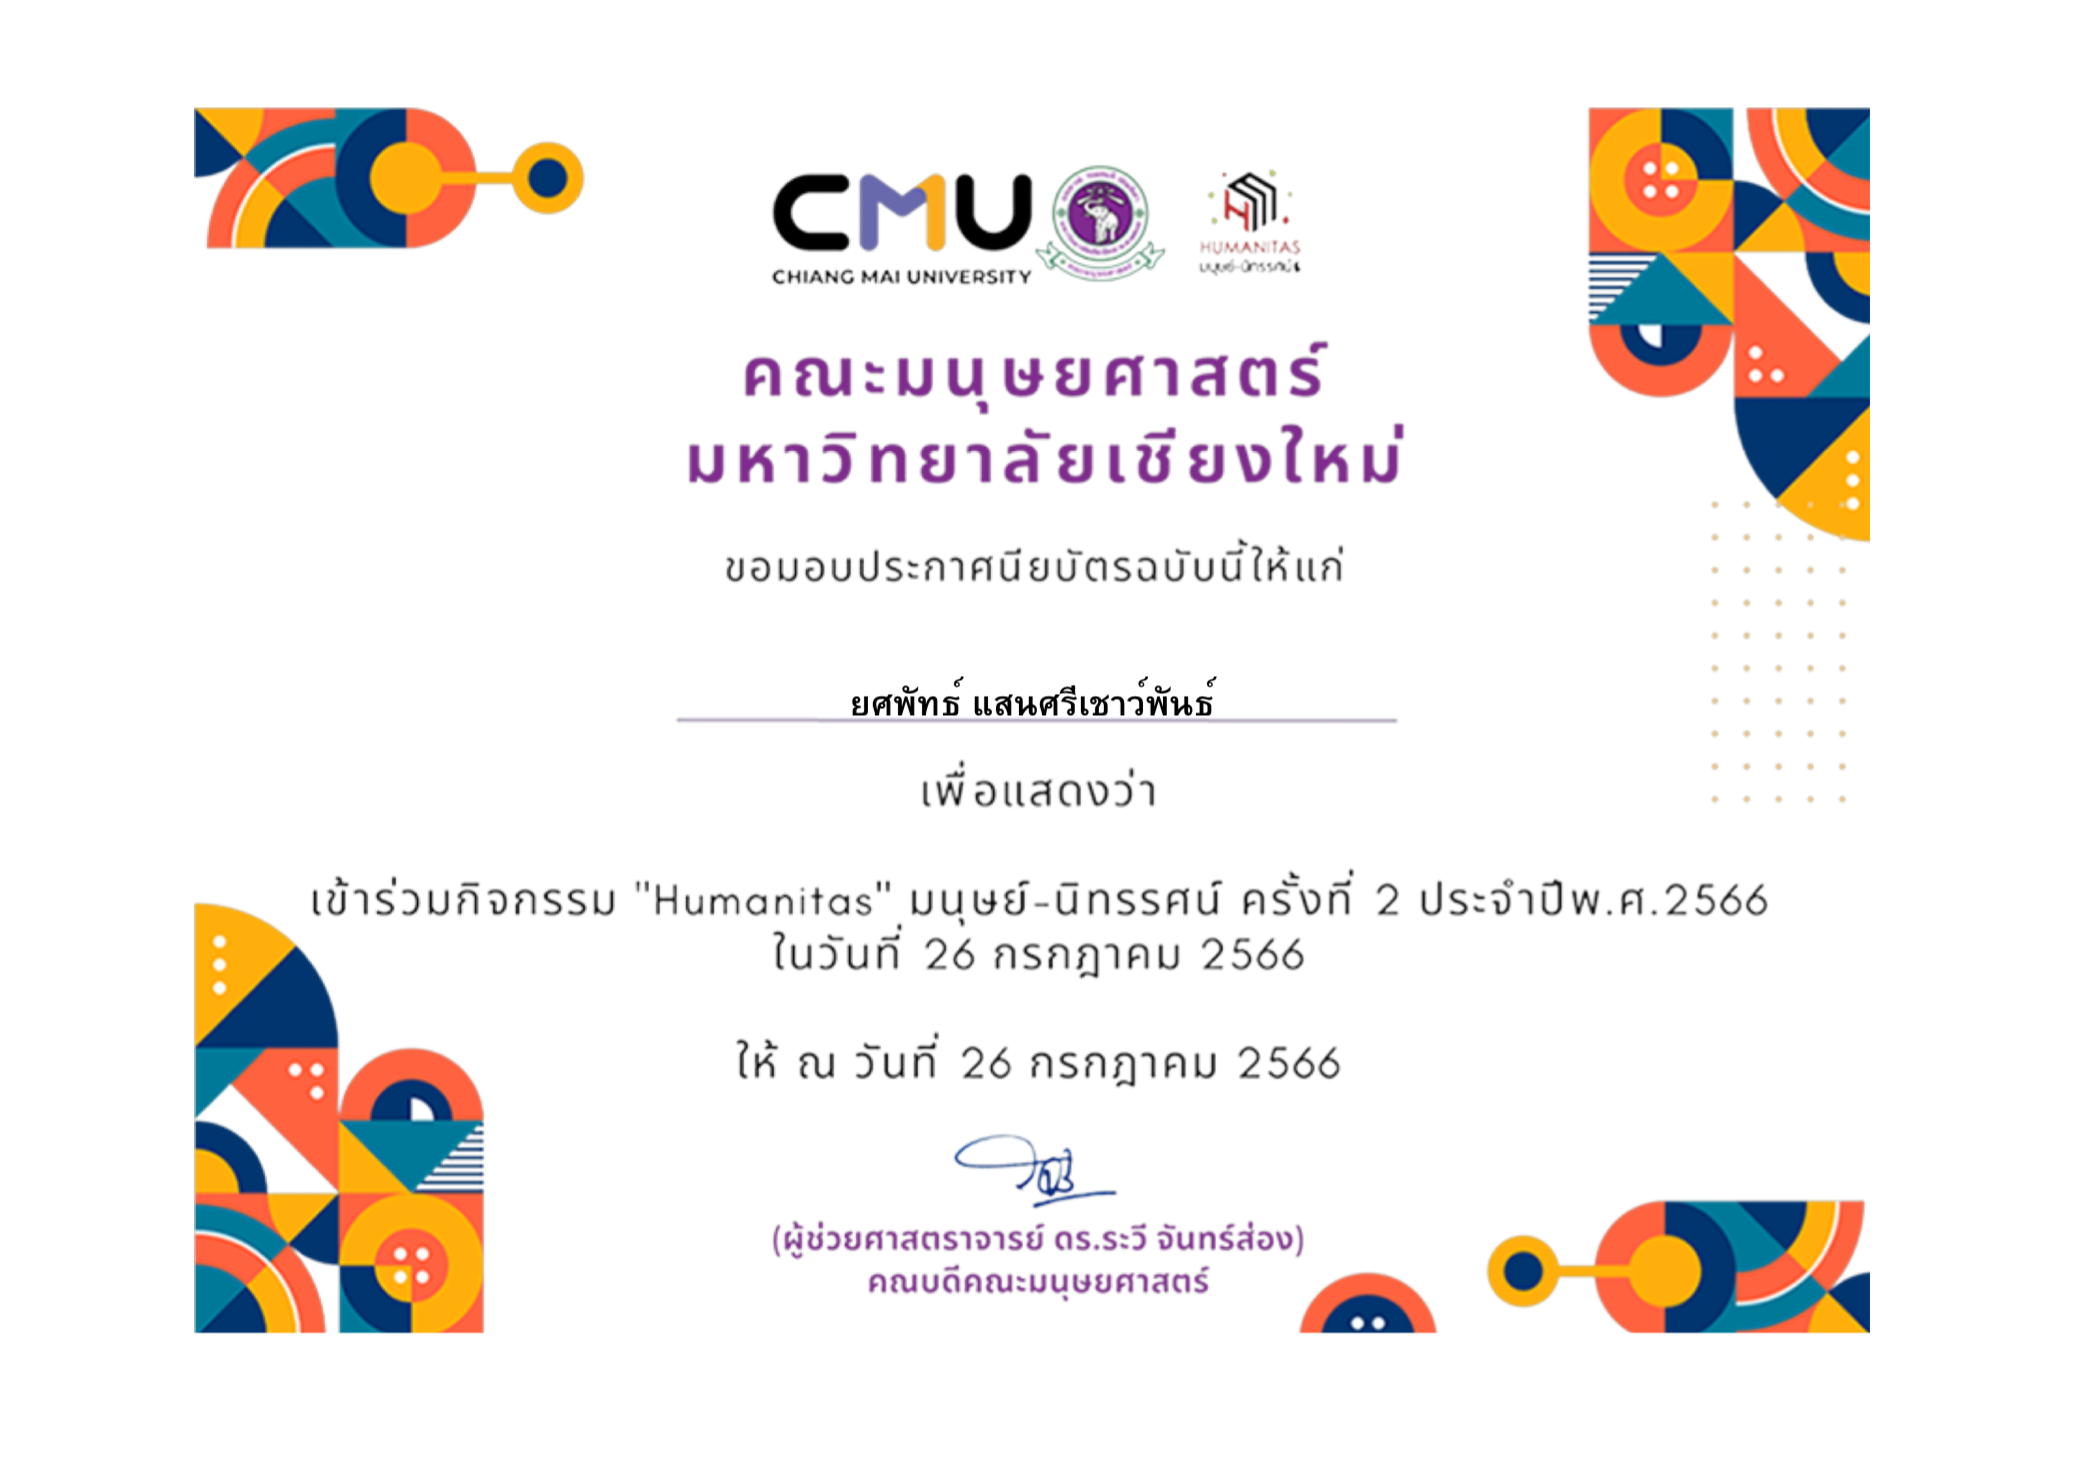 CMU
CHIANG MAI UNIVERSITY
HUMANITAS
มนุษย์-นิทรรศน์
คณะมนุษยศาสตร์
มหาวิทยาลัยเชียงใหม่
ขอมอบประกาศนียบัตรฉบับนี้ให้แก่
ยศพัทธ์ แสนศรีเชาว์พันธ์
เพื่อแสดงว่า
เข้าร่วมกิจกรรม "Humanitas" มนุษย์-นิทรรศน์ ครั้งที่ 2 ประจำปีพ.ศ.2566
ในวันที่ 26 กรกฎาคม 2566
ให้ ณ วันที่ 26 กรกฎาคม 2566
(ผู้ช่วยศาสตราจารย์ ดร.ระวี จันทร์ส่อง)
คณบดีคณะมนุษยศาสตร์